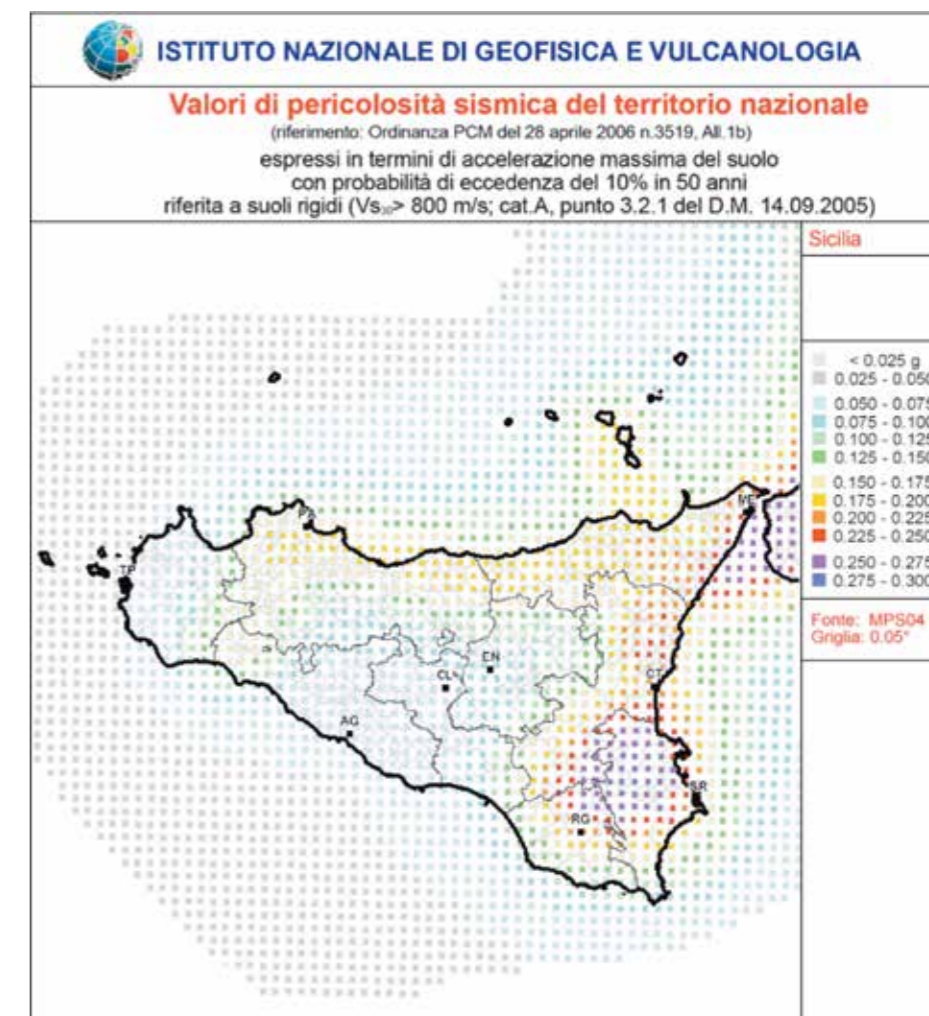 ISTITUTO NAZIONALE DI GEOFISICA E VULCANOLOGIA
Valori di pericolosità sismica del territorio nazionale
(riferimento: Ordinanza PCM del 28 aprile 2006 n.3519, All.1b)
espressi in termini di accelerazione massima del suolo
con probabilità di eccedenza del 10% in 50 anni
riferita a suoli rigidi (Vs₃₀> 800 m/s; cat.A, punto 3.2.1 del D.M. 14.09.2005)
Sicilia
< 0.025 g
0.025 - 0.050
0.050 - 0.075
0.075 - 0.100
0.100 - 0.125
0.125 - 0.150
0.150 - 0.175
0.175 - 0.200
0.200 - 0.225
0.225 - 0.250
0.250 - 0.275
0.275 - 0.300
Fonte: MPS04
Griglia: 0.05°
ME
TP
EN
CL
CT
AG
SR
RG